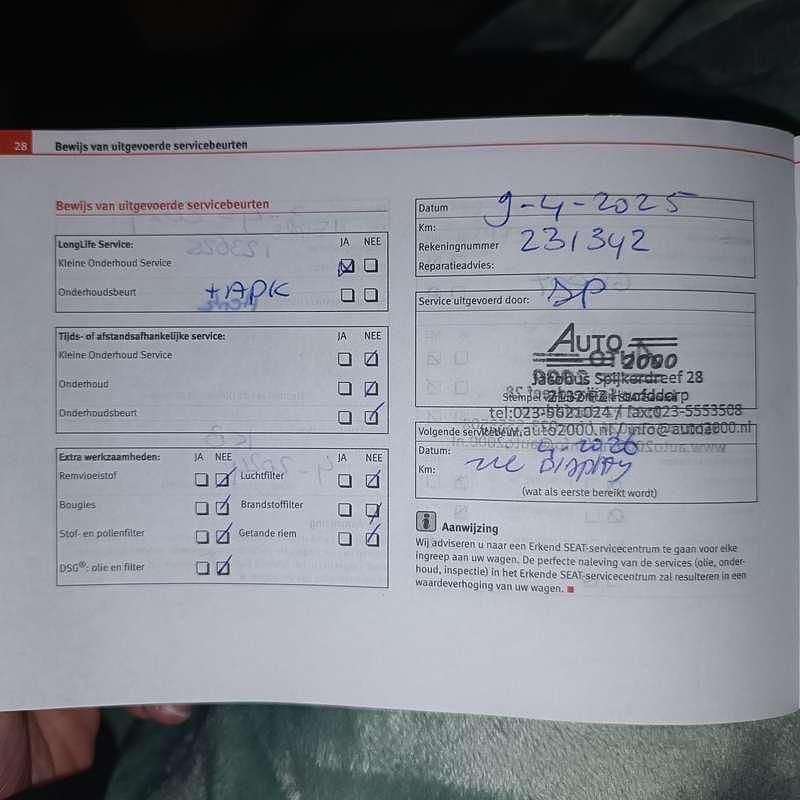 28 Bewijs van uitgevoerde servicebeurten
Bewijs van uitgevoerde servicebeurten
LongLife Service: JA NEE
Kleine Onderhoud Service
Onderhoudsbeurt +APK
Tijds- of afstandsafhankelijke service: JA NEE
Kleine Onderhoud Service
Onderhoud
Onderhoudsbeurt
Extra werkzaamheden: JA NEE JA NEE
Remvloeistof Luchtfilter
Bougies Brandstoffilter
Stof- en pollenfilter Getande riem
DSG®: olie en filter
Datum 9-4-2025
Km: 231342
Rekeningnummer
Reparatieadvies:
Service uitgevoerd door: DP
AUTO
2000
Jacobus Spijkerdreef 28
Stempel Hoofddorp
tel:023-5621024 / fax:023-5553508
www.auto2000.nl / info@auto2000.nl
Volgende servicebeurt:
Datum: 4-2026
Km: zie Display
(wat als eerste bereikt wordt)
Aanwijzing
Wij adviseren u naar een Erkend SEAT-servicecentrum te gaan voor elke
ingreep aan uw wagen. De perfecte naleving van de services (olie, onder-
houd, inspectie) in het Erkende SEAT-servicecentrum zal resulteren in een
waardeverhoging van uw wagen.